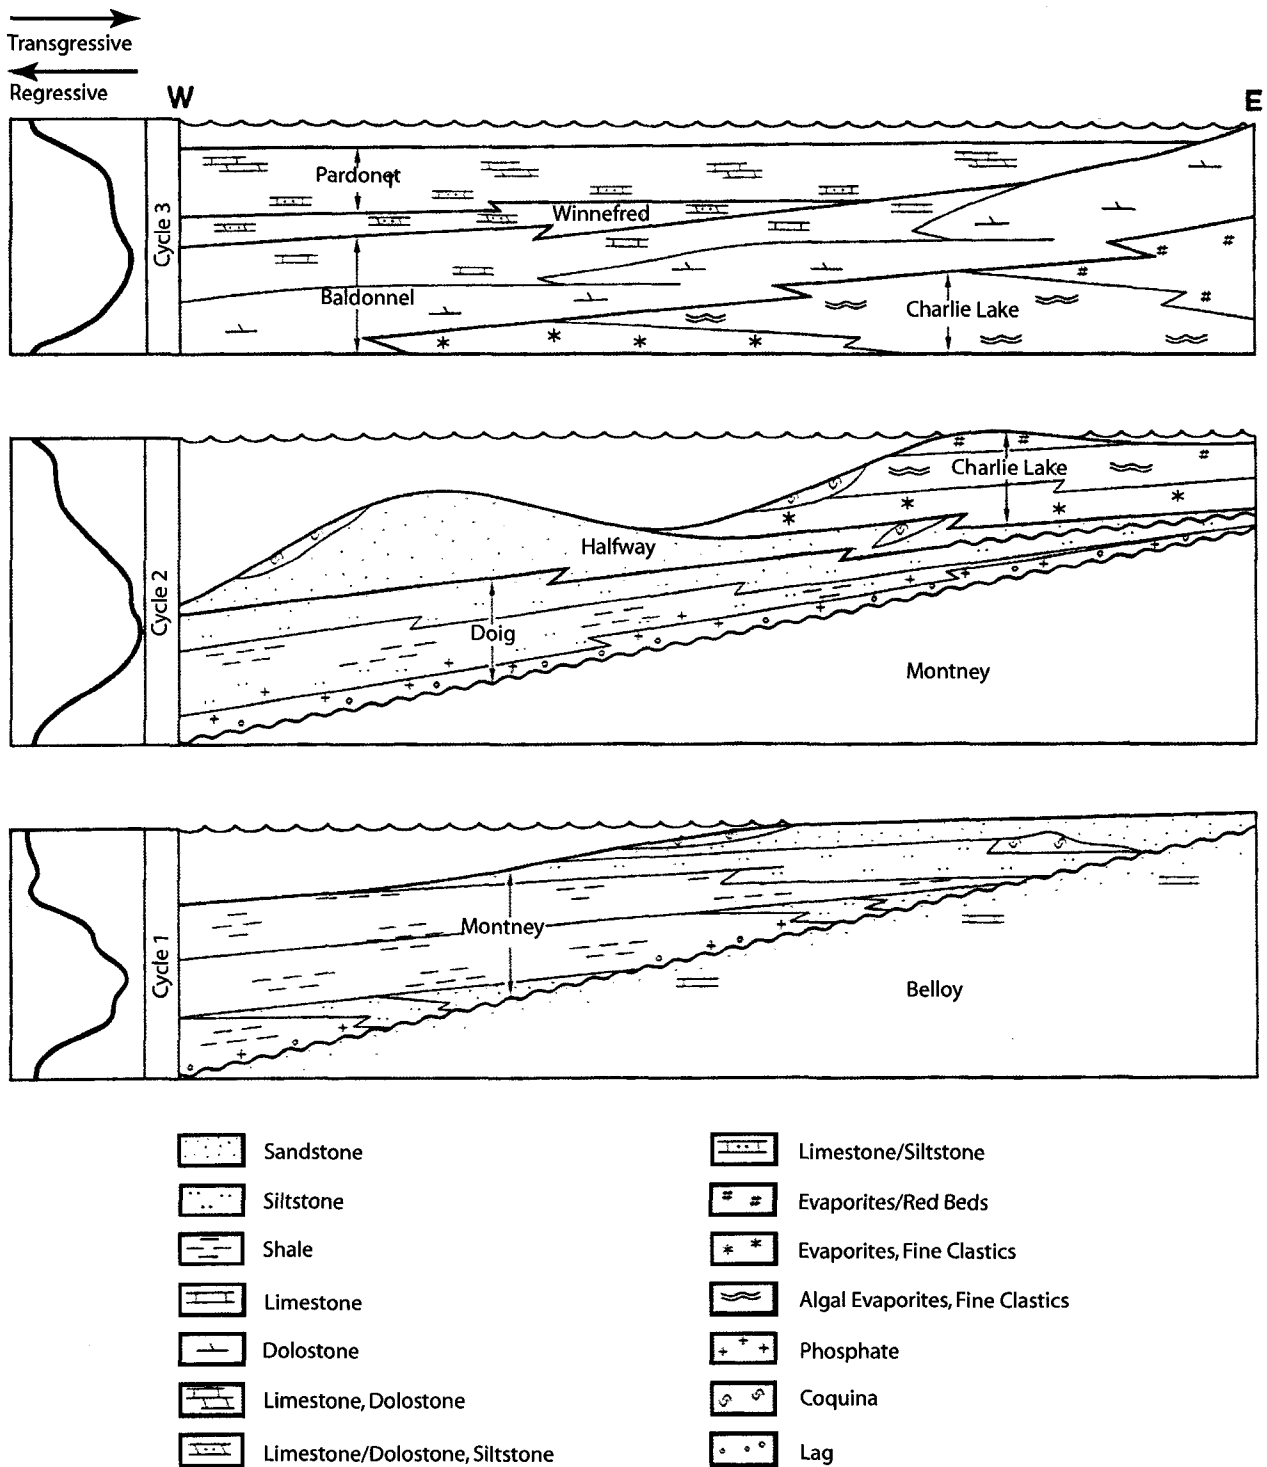 Transgressive
Regressive
W
E
Cycle 3
Pardonet
Winnefred
Baldonnel
Charlie Lake
Cycle 2
Charlie Lake
Halfway
Doig
Montney
Cycle 1
Montney
Belloy
Sandstone
Siltstone
Shale
Limestone
Dolostone
Limestone, Dolostone
Limestone/Dolostone, Siltstone
Limestone/Siltstone
Evaporites/Red Beds
Evaporites, Fine Clastics
Algal Evaporites, Fine Clastics
Phosphate
Coquina
Lag